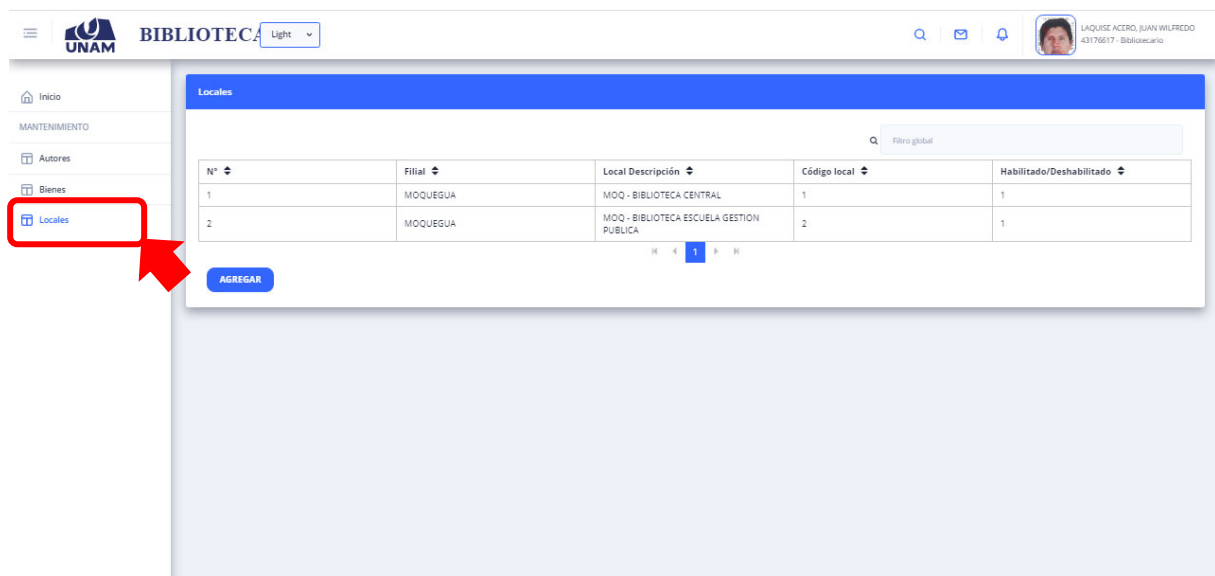 UNAM
BIBLIOTECA
Light
LAQUISE ACERO, JUAN WILFREDO
43176617 - Bibliotecario
Inicio
MANTENIMIENTO
Autores
Bienes
Locales
Locales
Filtro global
N° Filial Local Descripción Código local Habilitado/Deshabilitado
1 MOQUEGUA MOQ - BIBLIOTECA CENTRAL 1 1
2 MOQUEGUA MOQ - BIBLIOTECA ESCUELA GESTION PUBLICA 2 1
1
AGREGAR